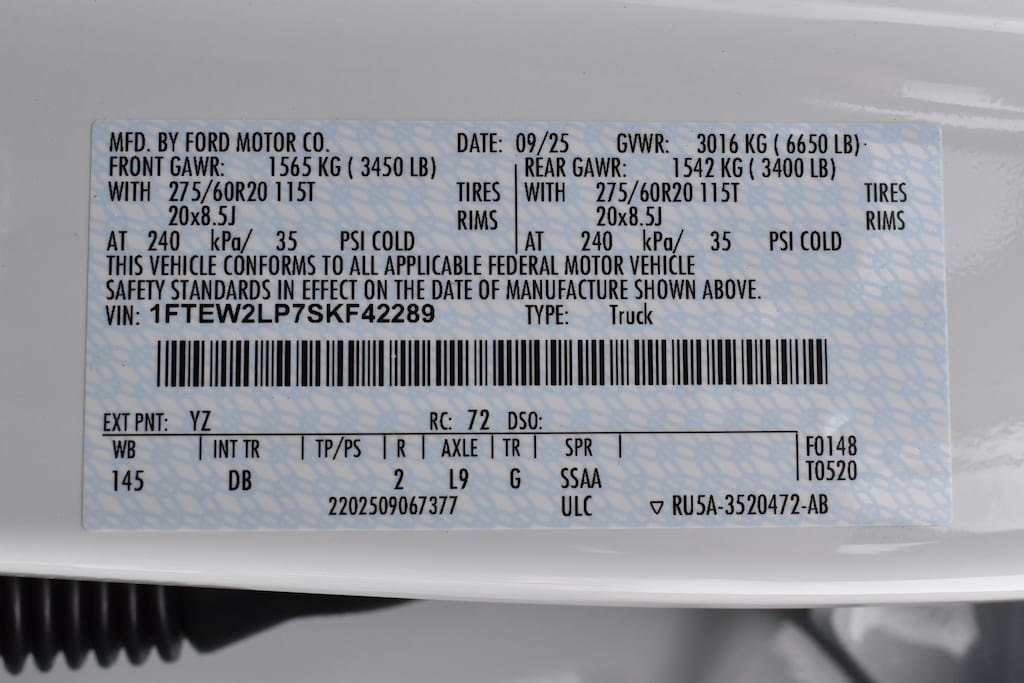 MFD. BY FORD MOTOR CO. DATE: 09/25 GVWR: 3016 KG ( 6650 LB)
FRONT GAWR: 1565 KG ( 3450 LB) REAR GAWR: 1542 KG ( 3400 LB)
WITH 275/60R20 115T TIRES WITH 275/60R20 115T TIRES
20x8.5J RIMS 20x8.5J RIMS
AT 240 kPa/ 35 PSI COLD AT 240 kPa/ 35 PSI COLD
THIS VEHICLE CONFORMS TO ALL APPLICABLE FEDERAL MOTOR VEHICLE
SAFETY STANDARDS IN EFFECT ON THE DATE OF MANUFACTURE SHOWN ABOVE.
VIN: 1FTEW2LP7SKF42289 TYPE: Truck
EXT PNT: YZ RC: 72 DSO:
WB INT TR TP/PS R AXLE TR SPR F0148
145 DB 2 L9 G SSAA T0520
2202509067377 ULC ▽ RU5A-3520472-AB